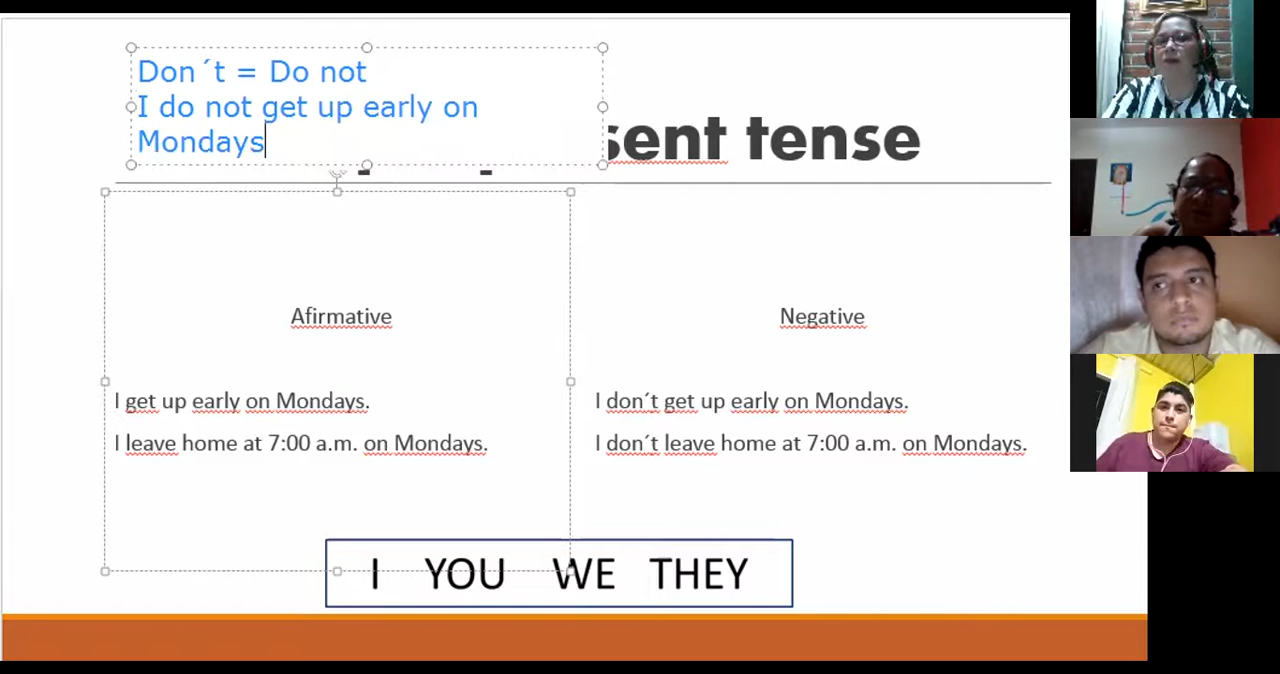 Don´t = Do not
I do not get up early on
Mondays
sent tense
Afirmative
Negative
I get up early on Mondays.
I don´t get up early on Mondays.
I leave home at 7:00 a.m. on Mondays.
I don´t leave home at 7:00 a.m. on Mondays.
I YOU WE THEY